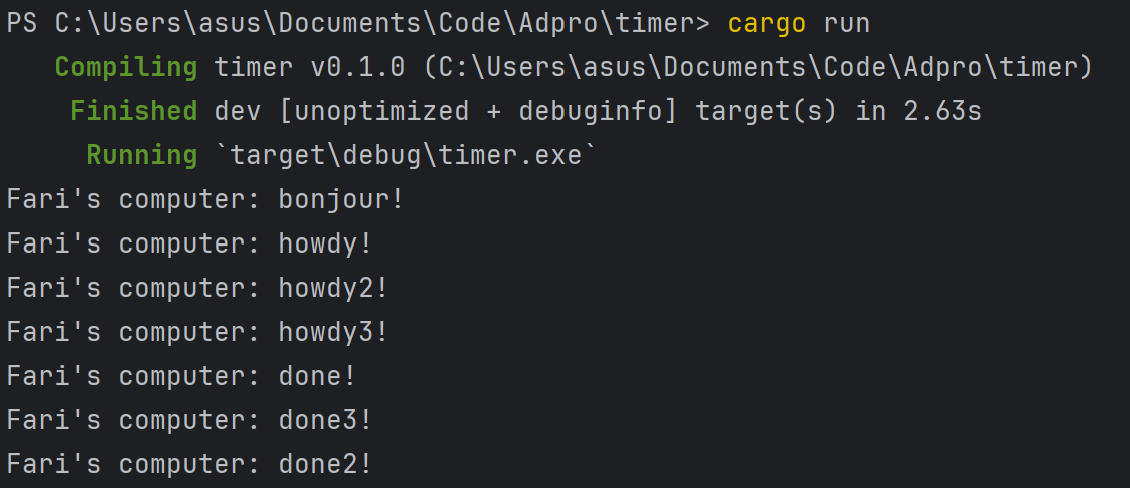 PS C:\Users\asus\Documents\Code\Adpro\timer> cargo run
   Compiling timer v0.1.0 (C:\Users\asus\Documents\Code\Adpro\timer)
    Finished dev [unoptimized + debuginfo] target(s) in 2.63s
     Running `target\debug\timer.exe`
Fari's computer: bonjour!
Fari's computer: howdy!
Fari's computer: howdy2!
Fari's computer: howdy3!
Fari's computer: done!
Fari's computer: done3!
Fari's computer: done2!